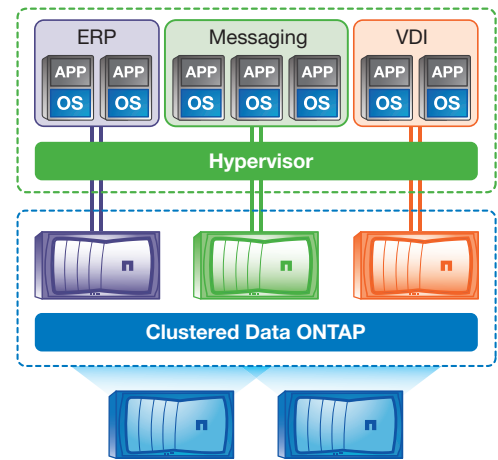 ERP Messaging VDI
APP APP APP APP APP APP APP
OS OS OS OS OS OS OS
Hypervisor
Clustered Data ONTAP